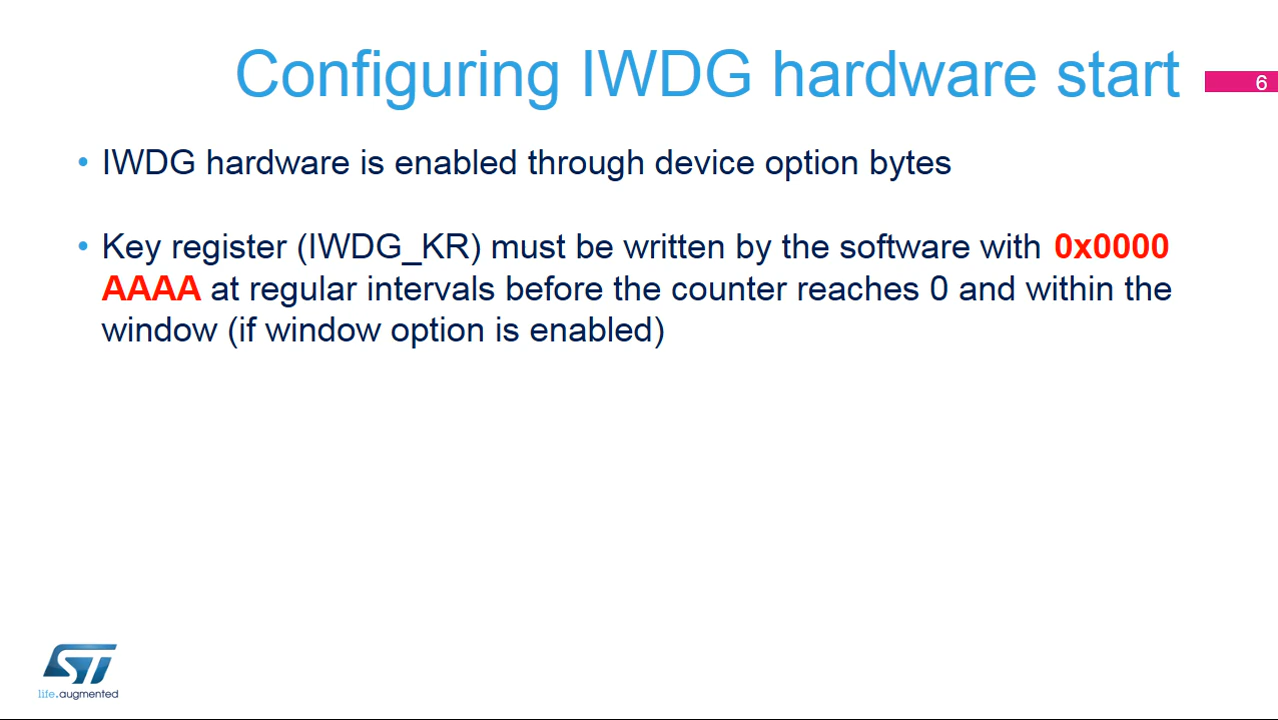 Configuring IWDG hardware start
6
• IWDG hardware is enabled through device option bytes
• Key register (IWDG_KR) must be written by the software with 0x0000
AAAA at regular intervals before the counter reaches 0 and within the
window (if window option is enabled)
ST
life.augmented